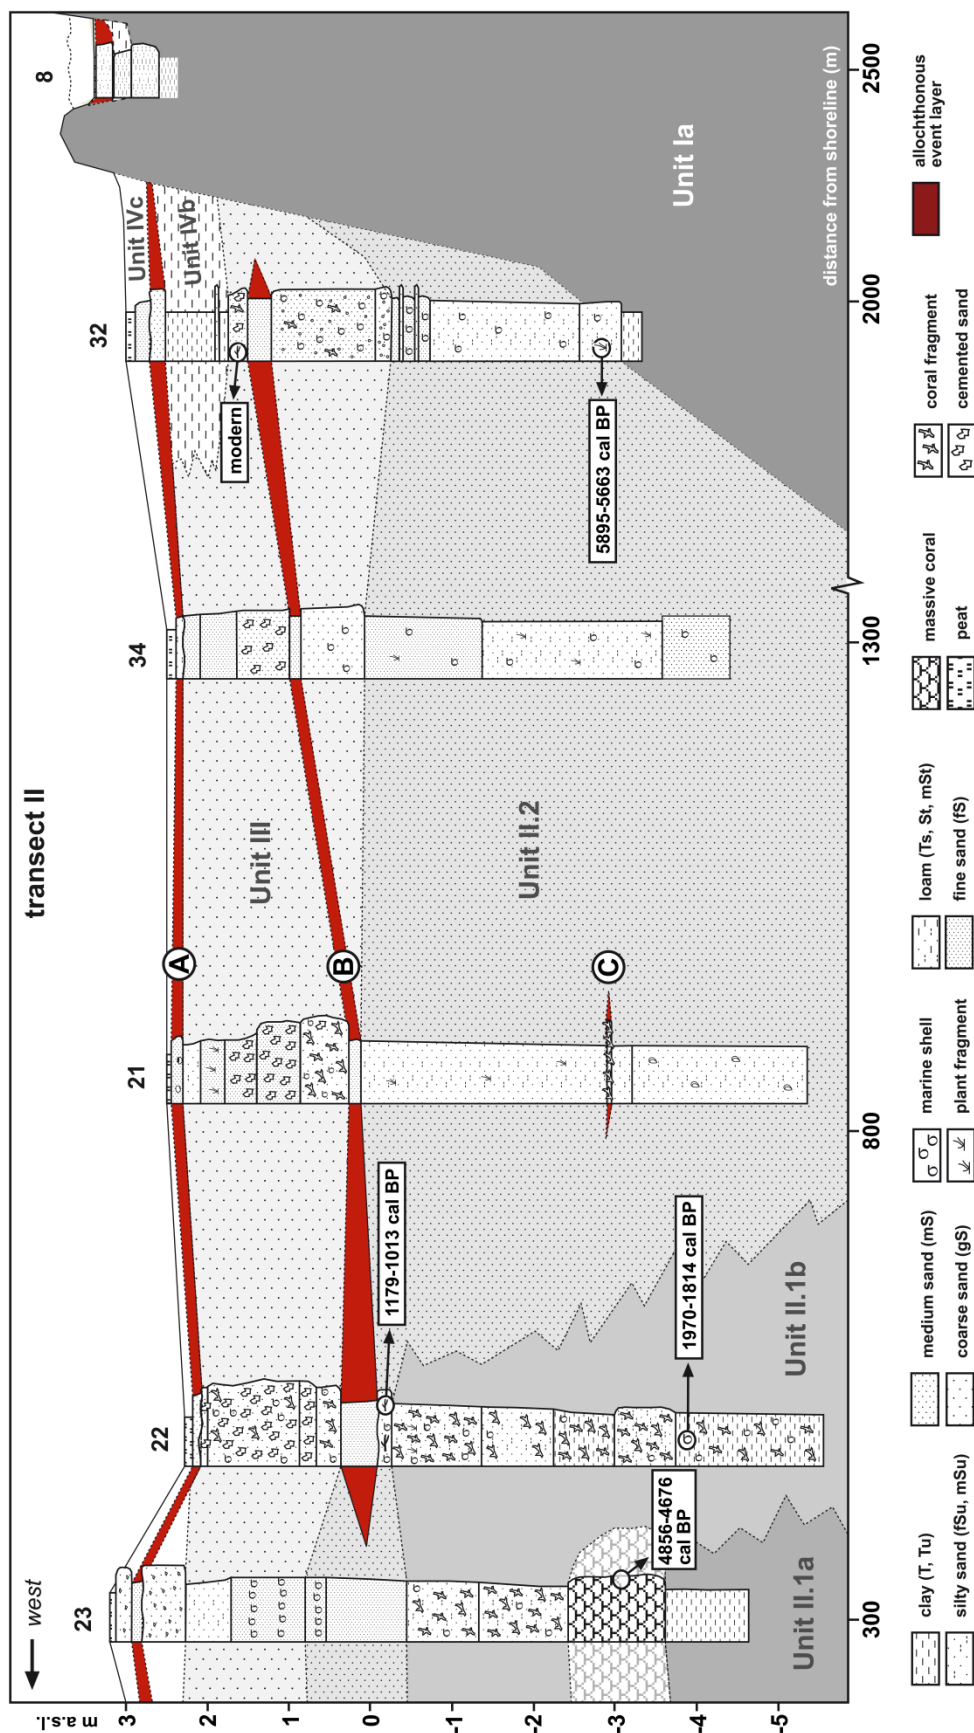 transect II
west
m a.s.l.
3
2
1
0
-1
-2
-3
-4
-5
23
22
21
34
32
8
A
B
C
Unit IVc
Unit IVb
Unit III
Unit II.2
Unit II.1b
Unit II.1a
Unit Ia
modern
1179-1013 cal BP
5895-5663 cal BP
1970-1814 cal BP
4856-4676
cal BP
distance from shoreline (m)
300
800
1300
2000
2500
clay (T, Tu)
silty sand (fSu, mSu)
medium sand (mS)
coarse sand (gS)
marine shell
plant fragment
loam (Ts, St, mSt)
fine sand (fS)
massive coral
peat
coral fragment
cemented sand
allochthonous
event layer